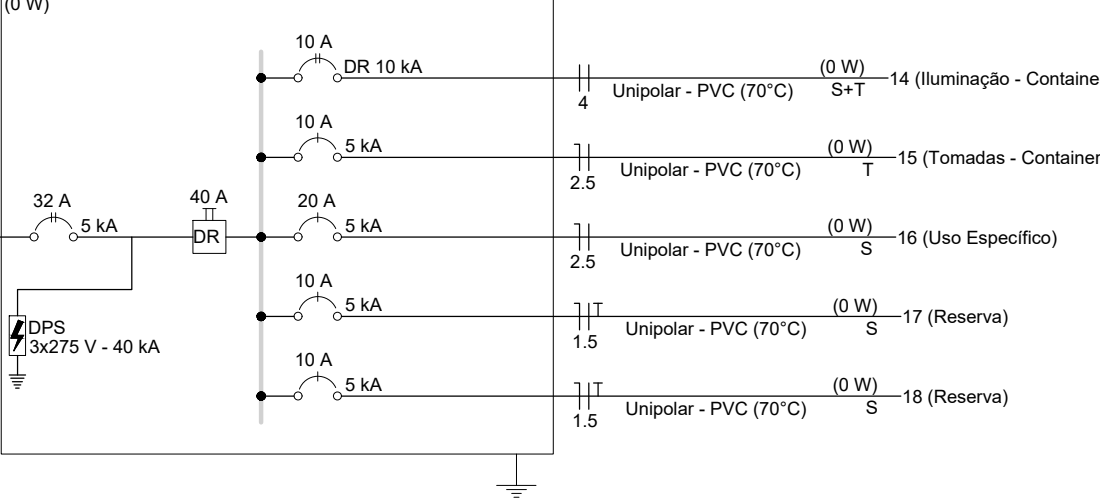 (0 W)
10 A
DR 10 kA
4
Unipolar - PVC (70°C)
(0 W)
S+T
14 (Iluminação - Containe
10 A
5 kA
2.5
Unipolar - PVC (70°C)
(0 W)
T
15 (Tomadas - Container
32 A
5 kA
40 A
DR
20 A
5 kA
2.5
Unipolar - PVC (70°C)
(0 W)
S
16 (Uso Específico)
10 A
5 kA
1.5
Unipolar - PVC (70°C)
(0 W)
S
17 (Reserva)
DPS
3x275 V - 40 kA
10 A
5 kA
1.5
Unipolar - PVC (70°C)
(0 W)
S
18 (Reserva)